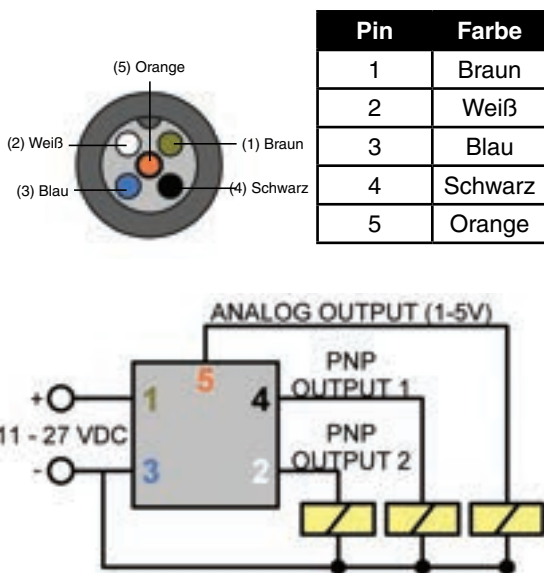 Pin Farbe
1 Braun
2 Weiß
3 Blau
4 Schwarz
5 Orange
(5) Orange
(2) Weiß
(1) Braun
(3) Blau
(4) Schwarz
ANALOG OUTPUT (1-5V)
PNP
OUTPUT 1
PNP
OUTPUT 2
+
11 - 27 VDC
-
1
5
4
3
2